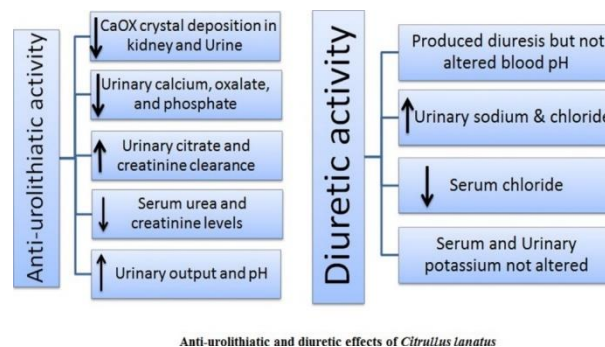 Anti-urolithiatic activity
CaOX crystal deposition in
kidney and Urine
Urinary calcium, oxalate,
and phosphate
Urinary citrate and
creatinine clearance
Serum urea and
creatinine levels
Urinary output and pH
Diuretic activity
Produced diuresis but not
altered blood pH
Urinary sodium & chloride
Serum chloride
Serum and Urinary
potassium not altered
Anti-urolithiatic and diuretic effects of Citrullus lanatus